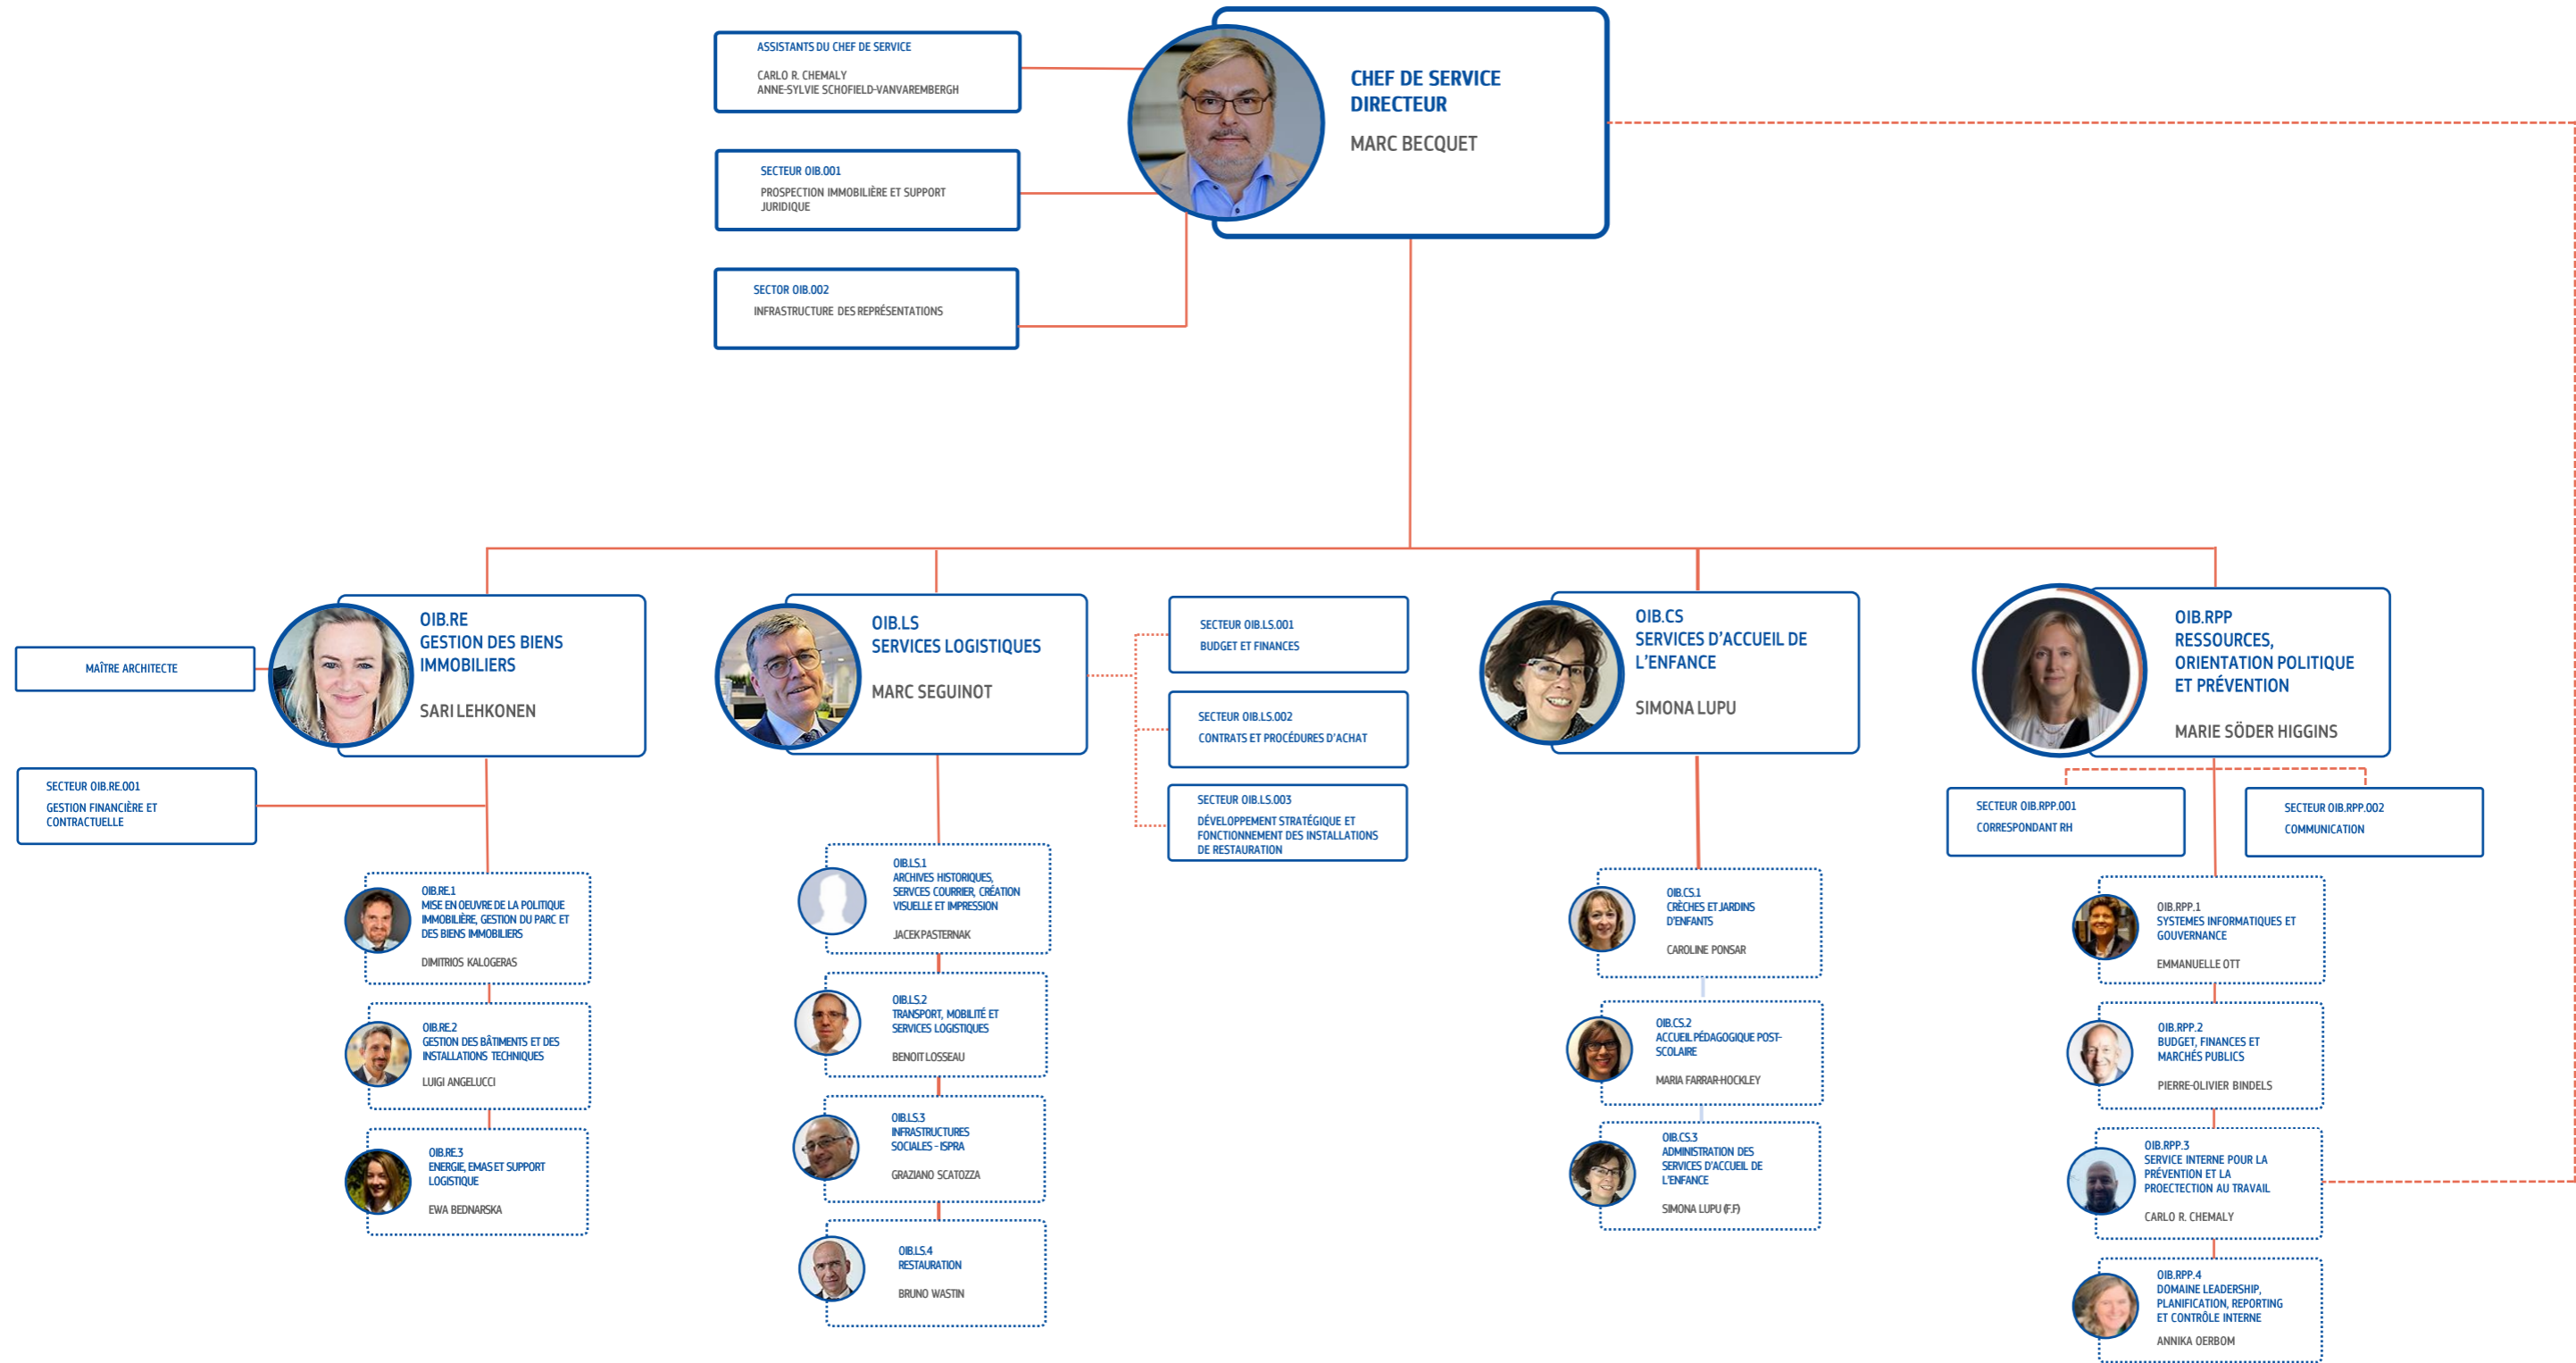 ASSISTANTS DU CHEF DE SERVICE
CARLO R. CHEMALY
ANNE-SYLVIE SCHOFIELD-VANVAREMBERGH
CHEF DE SERVICE
DIRECTEUR
MARC BECQUET
SECTEUR OIB.001
PROSPECTION IMMOBILIÈRE ET SUPPORT
JURIDIQUE
SECTOR OIB.002
INFRASTRUCTURE DES REPRÉSENTATIONS
MAÎTRE ARCHITECTE
OIB.RE
GESTION DES BIENS
IMMOBILIERS
SARI LEHKONEN
SECTEUR OIB.RE.001
GESTION FINANCIÈRE ET
CONTRACTUELLE
OIB.RE.1
MISE EN OEUVRE DE LA POLITIQUE
IMMOBILIÈRE, GESTION DU PARC ET
DES BIENS IMMOBILIERS
DIMITRIOS KALOGERAS
OIB.RE.2
GESTION DES BÂTIMENTS ET DES
INSTALLATIONS TECHNIQUES
LUIGI ANGELUCCI
OIB.RE.3
ENERGIE, EMAS ET SUPPORT
LOGISTIQUE
EWA BEDNARSKA
OIB.LS
SERVICES LOGISTIQUES
MARC SEGUINOT
SECTEUR OIB.LS.001
BUDGET ET FINANCES
SECTEUR OIB.LS.002
CONTRATS ET PROCÉDURES D'ACHAT
SECTEUR OIB.LS.003
DÉVELOPPEMENT STRATÉGIQUE ET
FONCTIONNEMENT DES INSTALLATIONS
DE RESTAURATION
OIB.LS.1
ARCHIVES HISTORIQUES,
SERVCES COURRIER, CRÉATION
VISUELLE ET IMPRESSION
JACEK PASTERNAK
OIB.LS.2
TRANSPORT, MOBILITÉ ET
SERVICES LOGISTIQUES
BENOIT LOSSEAU
OIB.LS.3
INFRASTRUCTURES
SOCIALES - ISPRA
GRAZIANO SCATOZZA
OIB.LS.4
RESTAURATION
BRUNO WASTIN
OIB.CS
SERVICES D'ACCUEIL DE
L'ENFANCE
SIMONA LUPU
OIB.CS.1
CRÈCHES ET JARDINS
D'ENFANTS
CAROLINE PONSAR
OIB.CS.2
ACCUEIL PÉDAGOGIQUE POST-
SCOLAIRE
MARIA FARRAR-HOCKLEY
OIB.CS.3
ADMINISTRATION DES
SERVICES D'ACCUEIL DE
L'ENFANCE
SIMONA LUPU (F.F)
OIB.RPP
RESSOURCES,
ORIENTATION POLITIQUE
ET PRÉVENTION
MARIE SÖDER HIGGINS
SECTEUR OIB.RPP.001
CORRESPONDANT RH
SECTEUR OIB.RPP.002
COMMUNICATION
OIB.RPP.1
SYSTEMES INFORMATIQUES ET
GOUVERNANCE
EMMANUELLE OTT
OIB.RPP.2
BUDGET, FINANCES ET
MARCHÉS PUBLICS
PIERRE-OLIVIER BINDELS
OIB.RPP.3
SERVICE INTERNE POUR LA
PRÉVENTION ET LA
PROECTECTION AU TRAVAIL
CARLO R. CHEMALY
OIB.RPP.4
DOMAINE LEADERSHIP,
PLANIFICATION, REPORTING
ET CONTRÔLE INTERNE
ANNIKA OERBOM